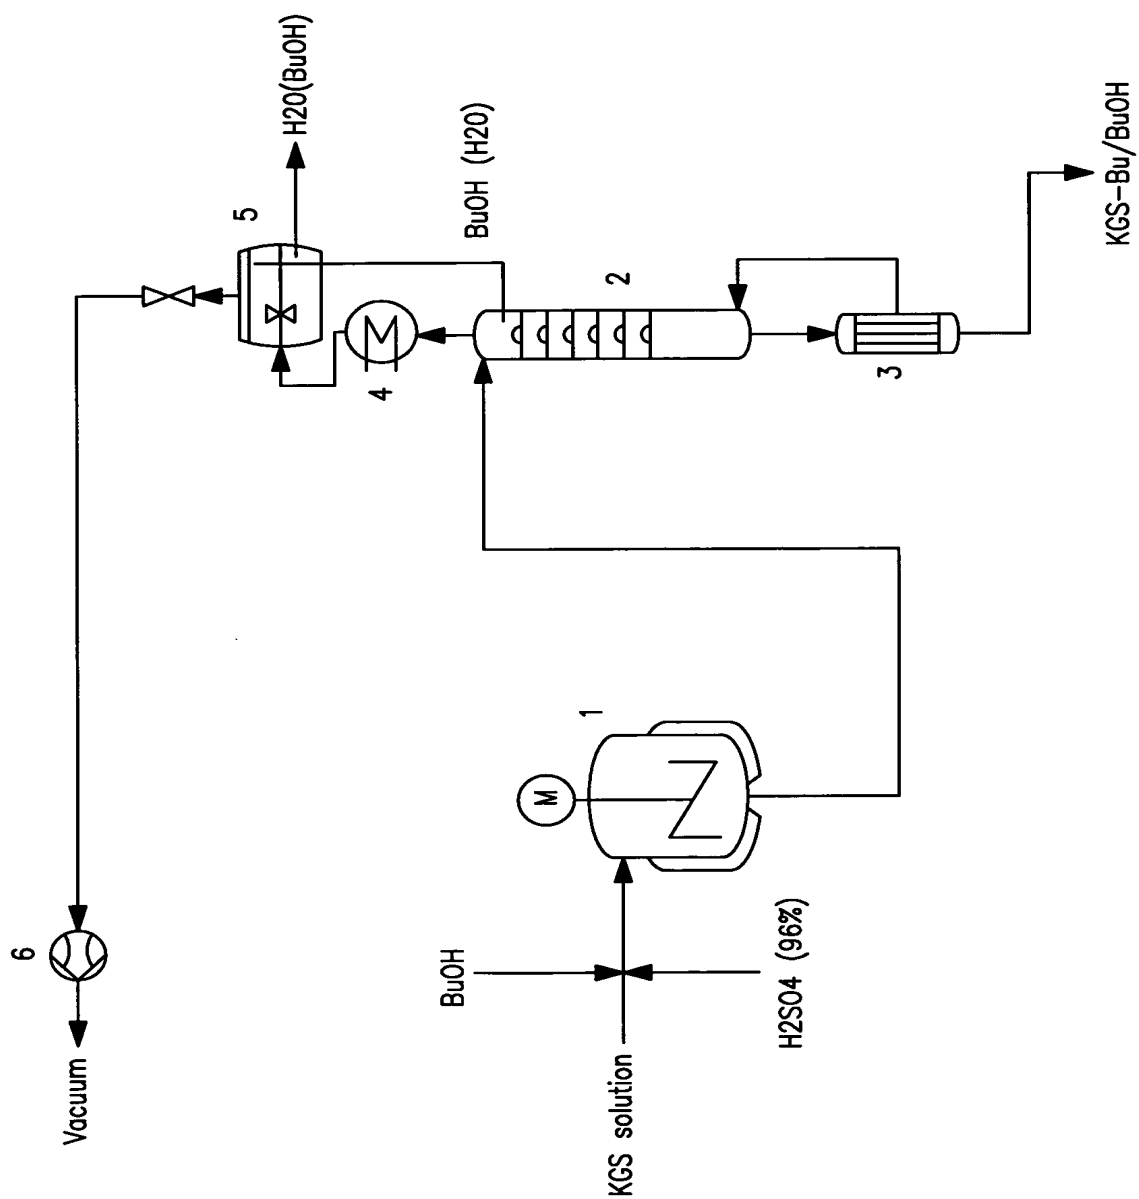 Vacuum
6
5
H2O(BuOH)
4
BuOH (H2O)
2
3
KGS-Bu/BuOH
1
M
BuOH
KGS solution
H2SO4 (96%)